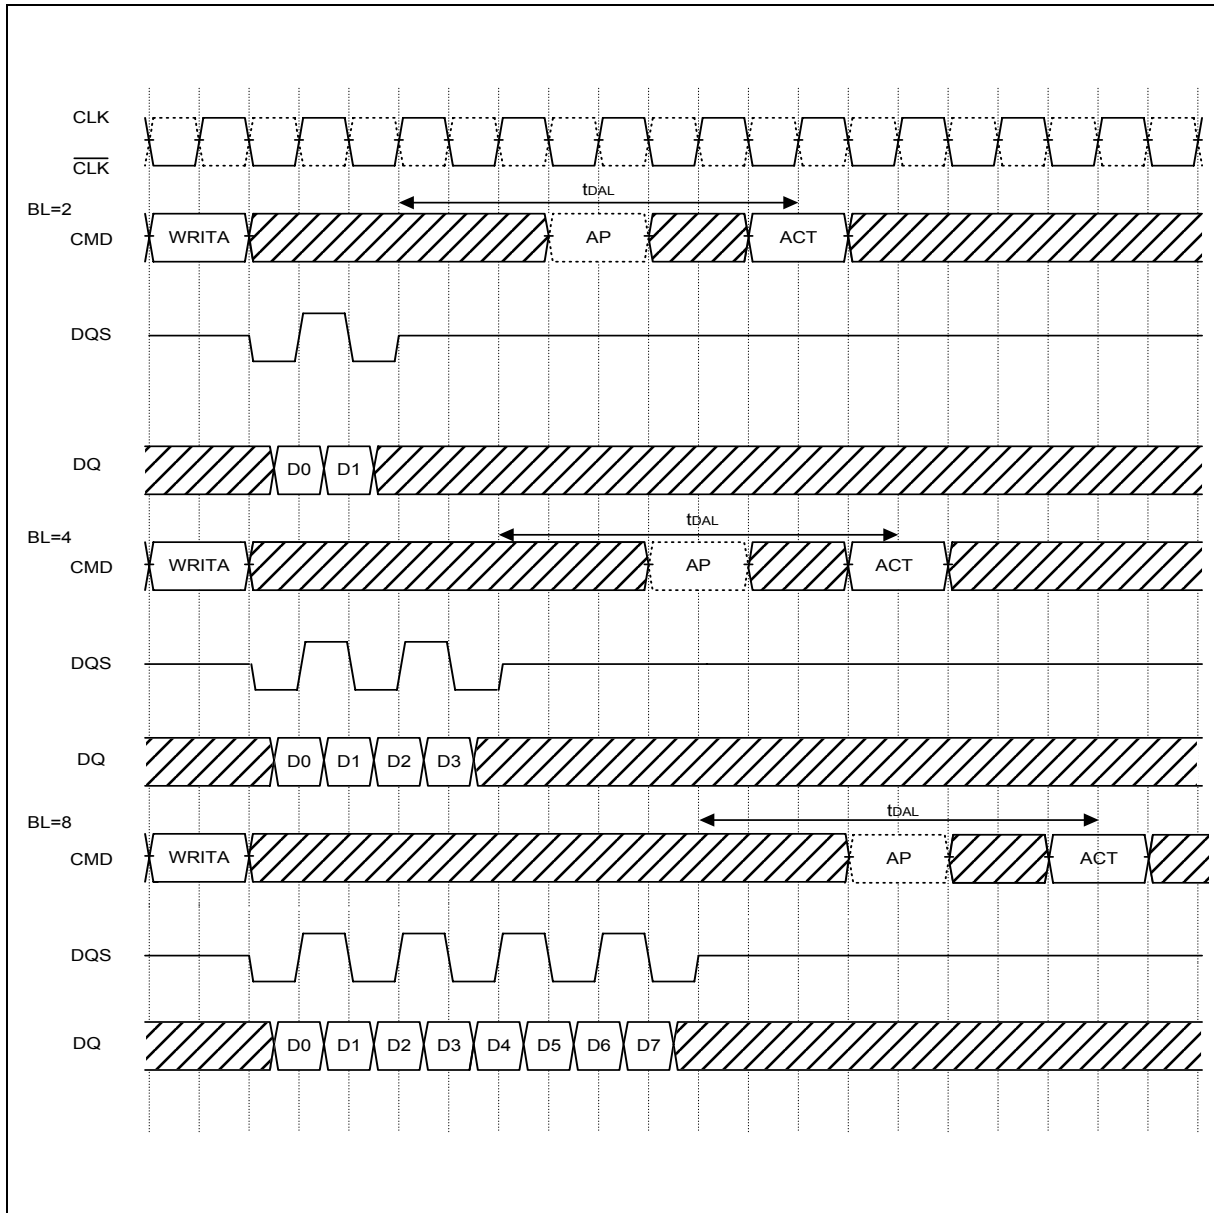 CLK
CLK
tDAL
BL=2
CMD WRITA AP ACT
DQS
DQ D0 D1
tDAL
BL=4
CMD WRITA AP ACT
DQS
DQ D0 D1 D2 D3
tDAL
BL=8
CMD WRITA AP ACT
DQS
DQ D0 D1 D2 D3 D4 D5 D6 D7